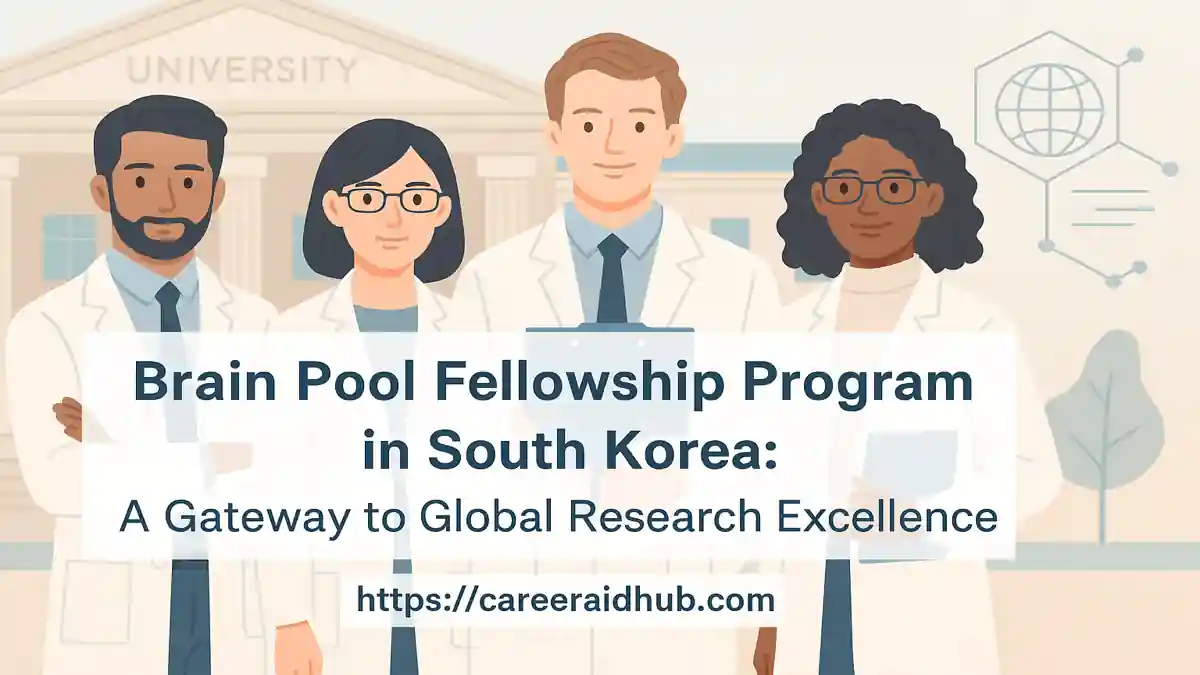 UNIVERSITY
Brain Pool Fellowship Program
in South Korea:
A Gateway to Global Research Excellence
https://careeraidhub.com